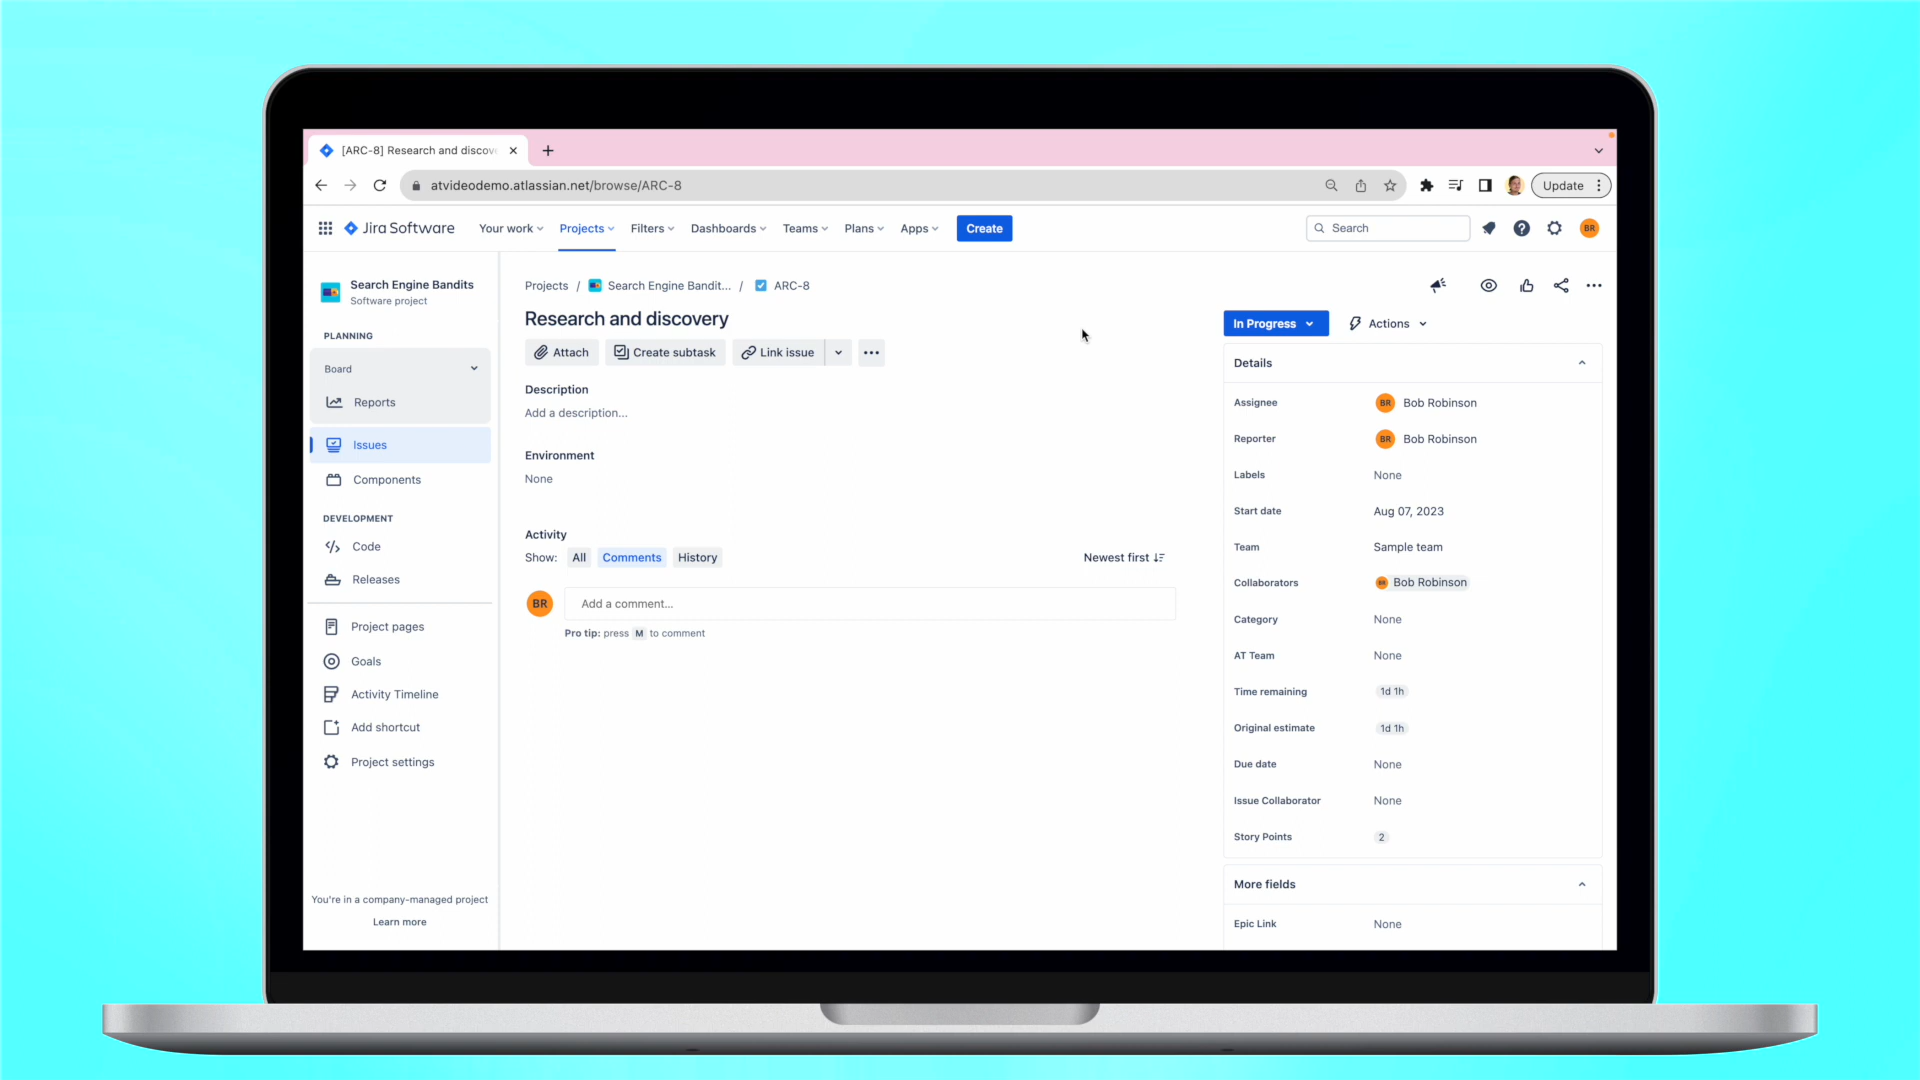 [ARC-8] Research and discov
atvideodemo.atlassian.net/browse/ARC-8
Update
Jira Software
Your work
Projects
Filters
Dashboards
Teams
Plans
Apps
Create
Search
BR
Search Engine Bandits
Software project
PLANNING
Board
Reports
Issues
Components
DEVELOPMENT
Code
Releases
Project pages
Goals
Activity Timeline
Add shortcut
Project settings
You're in a company-managed project
Learn more
Projects / Search Engine Bandit... / ARC-8
Research and discovery
Attach
Create subtask
Link issue
Description
Add a description...
Environment
None
Activity
Show: All Comments History
Newest first
BR
Add a comment...
Pro tip: press M to comment
In Progress
Actions
Details
Assignee BR Bob Robinson
Reporter BR Bob Robinson
Labels None
Start date Aug 07, 2023
Team Sample team
Collaborators BR Bob Robinson
Category None
AT Team None
Time remaining 1d 1h
Original estimate 1d 1h
Due date None
Issue Collaborator None
Story Points 2
More fields
Epic Link None